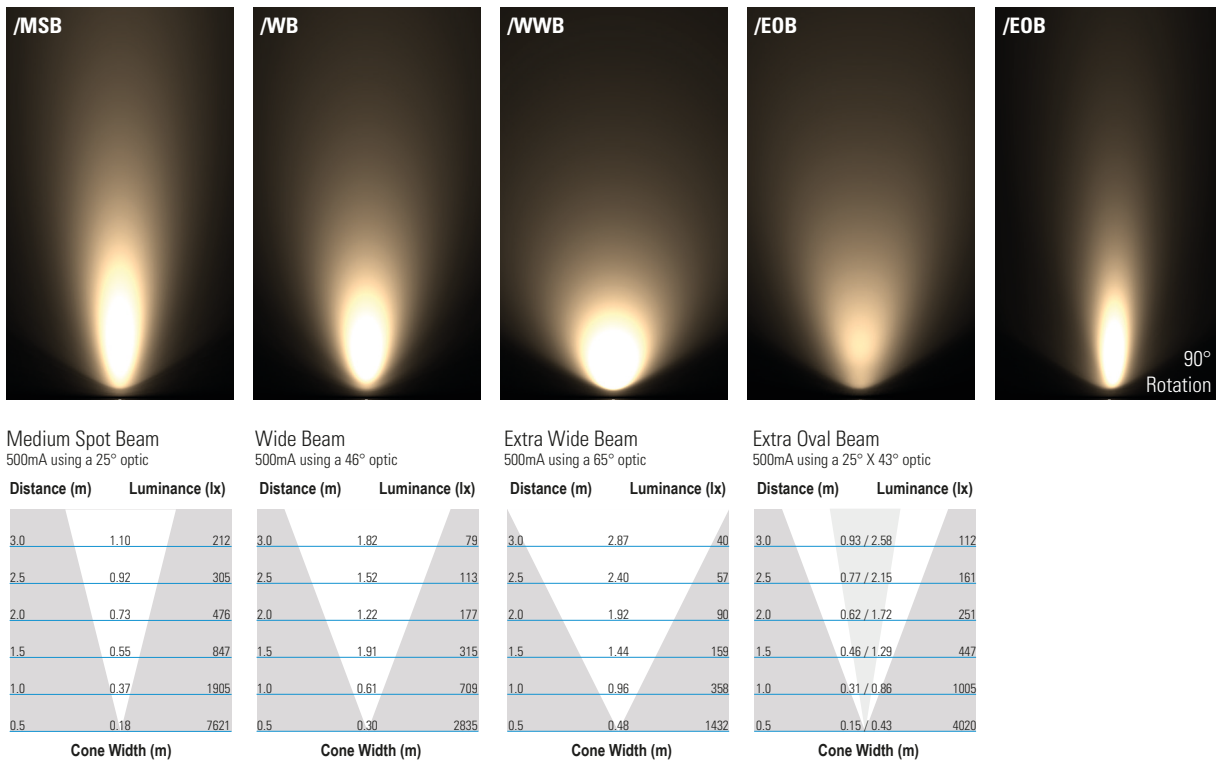 /MSB
/WB
/WWB
/EOB
/EOB
90°
Rotation
Medium Spot Beam
500mA using a 25° optic
Distance (m) Luminance (lx)
3.0 1.10 212
2.5 0.92 305
2.0 0.73 476
1.5 0.55 847
1.0 0.37 1905
0.5 0.18 7621
Cone Width (m)
Wide Beam
500mA using a 46° optic
Distance (m) Luminance (lx)
3.0 1.82 79
2.5 1.52 113
2.0 1.22 177
1.5 1.91 315
1.0 0.61 709
0.5 0.30 2835
Cone Width (m)
Extra Wide Beam
500mA using a 65° optic
Distance (m) Luminance (lx)
3.0 2.87 40
2.5 2.40 57
2.0 1.92 90
1.5 1.44 159
1.0 0.96 358
0.5 0.48 1432
Cone Width (m)
Extra Oval Beam
500mA using a 25° X 43° optic
Distance (m) Luminance (lx)
3.0 0.93 / 2.58 112
2.5 0.77 / 2.15 161
2.0 0.62 / 1.72 251
1.5 0.46 / 1.29 447
1.0 0.31 / 0.86 1005
0.5 0.15 / 0.43 4020
Cone Width (m)